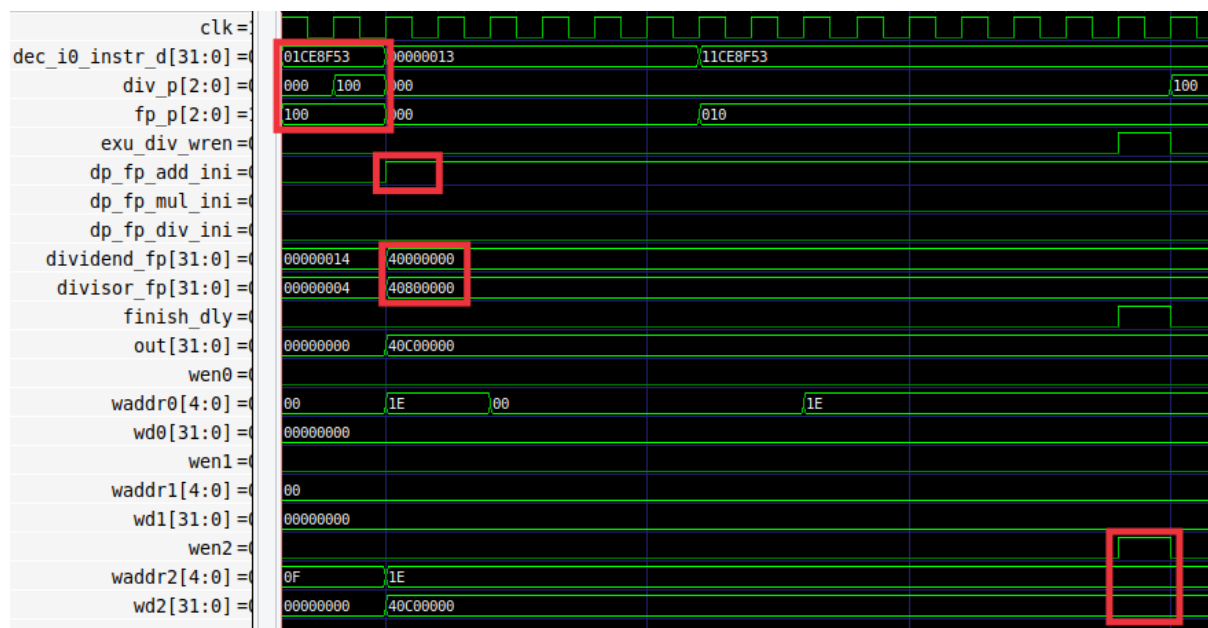 clk =
dec_i0_instr_d[31:0] = 01CE8F53 00000013 11CE8F53
div_p[2:0] = 000 100 000 100
fp_p[2:0] = 100 000 010
exu_div_wren =
dp_fp_add_ini =
dp_fp_mul_ini =
dp_fp_div_ini =
dividend_fp[31:0] = 00000014 40000000
divisor_fp[31:0] = 00000004 40800000
finish_dly =
out[31:0] = 00000000 40C00000
wen0 =
waddr0[4:0] = 00 1E 00 1E
wd0[31:0] = 00000000
wen1 =
waddr1[4:0] = 00
wd1[31:0] = 00000000
wen2 =
waddr2[4:0] = 0F 1E
wd2[31:0] = 00000000 40C00000